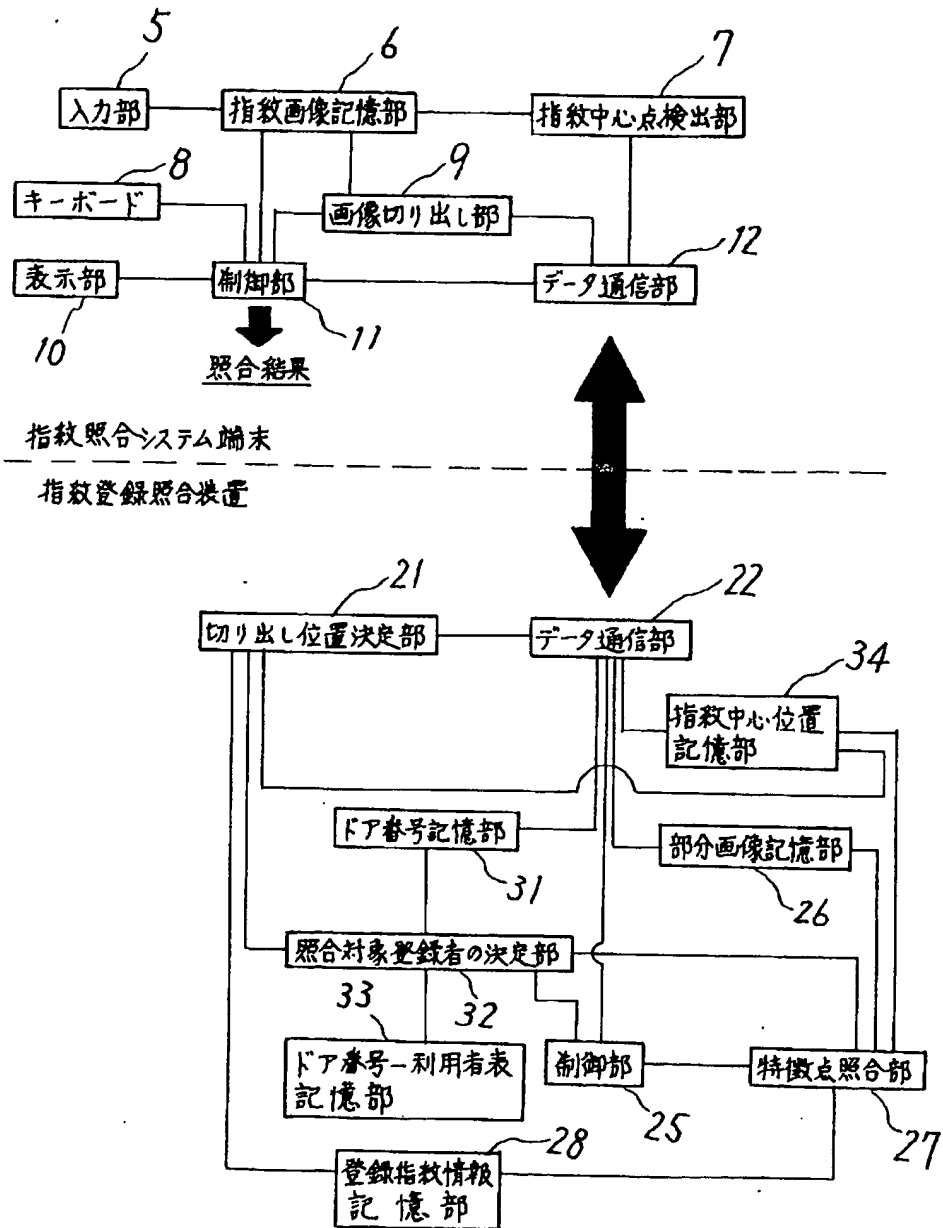 5
6
7
入力部
指紋画像記憶部
指紋中心点検出部
8
9
キーボード
画像切り出し部
12
表示部
制御部
データ通信部
10
11
照合結果
指紋照合システム端末
指紋登録照合装置
21
22
切り出し位置決定部
データ通信部
34
指紋中心位置
記憶部
ドア番号記憶部
31
部分画像記憶部
26
照合対象登録者の決定部
32
33
ドア番号−利用者表
記憶部
制御部
25
特徴点照合部
27
28
登録指紋情報
記憶部